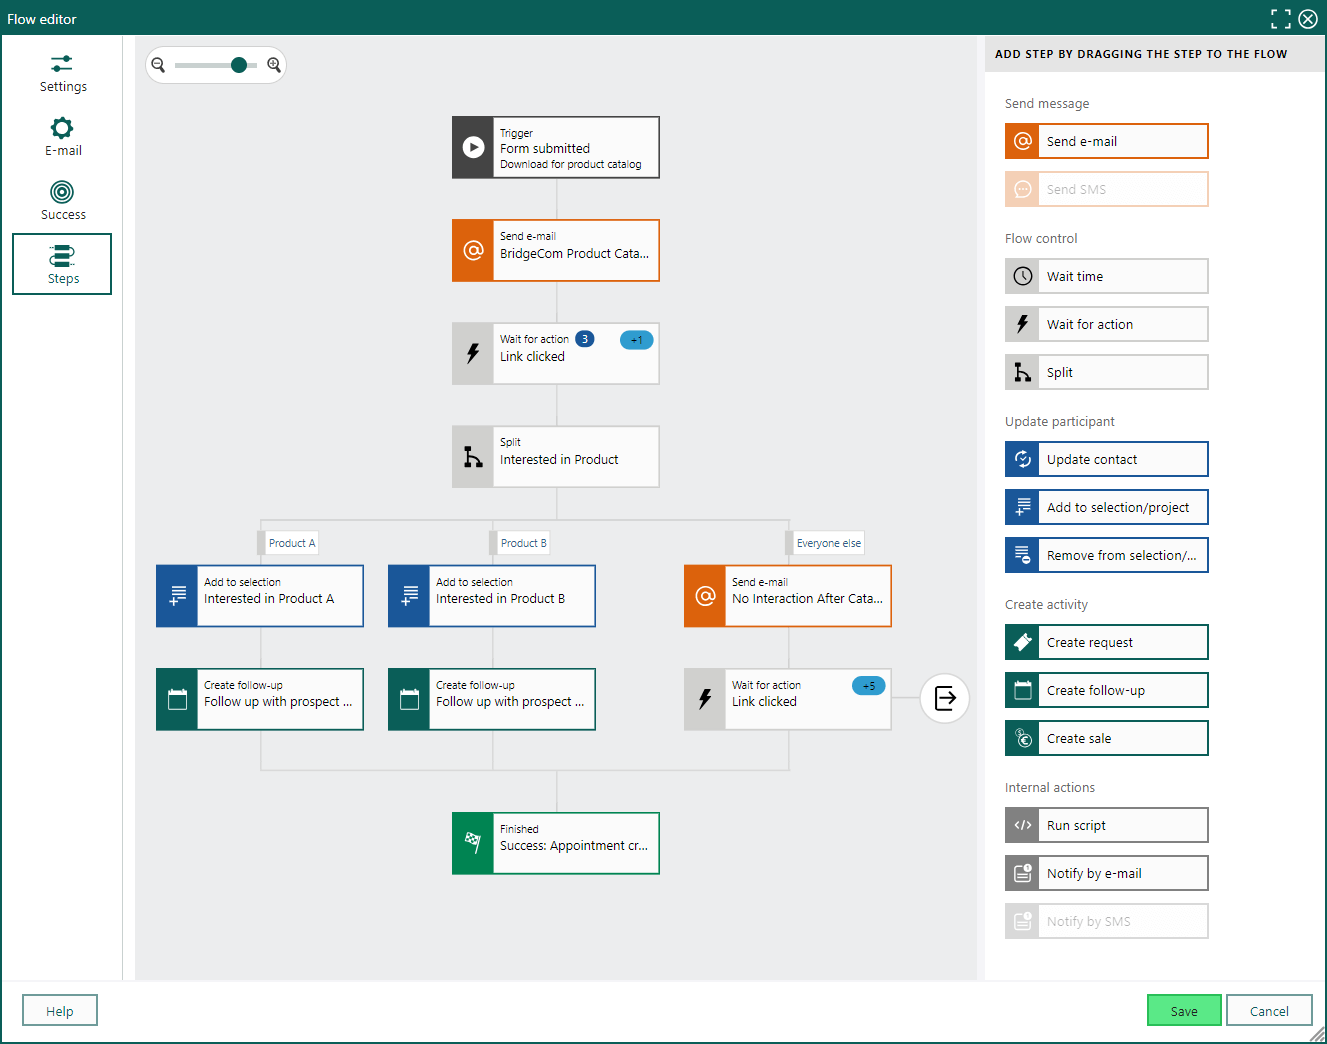 Flow editor
Settings
E-mail
Success
Steps
Trigger
Form submitted
Download for product catalog
Send e-mail
BridgeCom Product Cata...
Wait for action 3 +1
Link clicked
Split
Interested in Product
Product A
Product B
Everyone else
Add to selection
Interested in Product A
Add to selection
Interested in Product B
Send e-mail
No Interaction After Cata...
Create follow-up
Follow up with prospect ...
Create follow-up
Follow up with prospect ...
Wait for action +5
Link clicked
Finished
Success: Appointment cr...
ADD STEP BY DRAGGING THE STEP TO THE FLOW
Send message
Send e-mail
Send SMS
Flow control
Wait time
Wait for action
Split
Update participant
Update contact
Add to selection/project
Remove from selection/...
Create activity
Create request
Create follow-up
Create sale
Internal actions
Run script
Notify by e-mail
Notify by SMS
Help
Save
Cancel